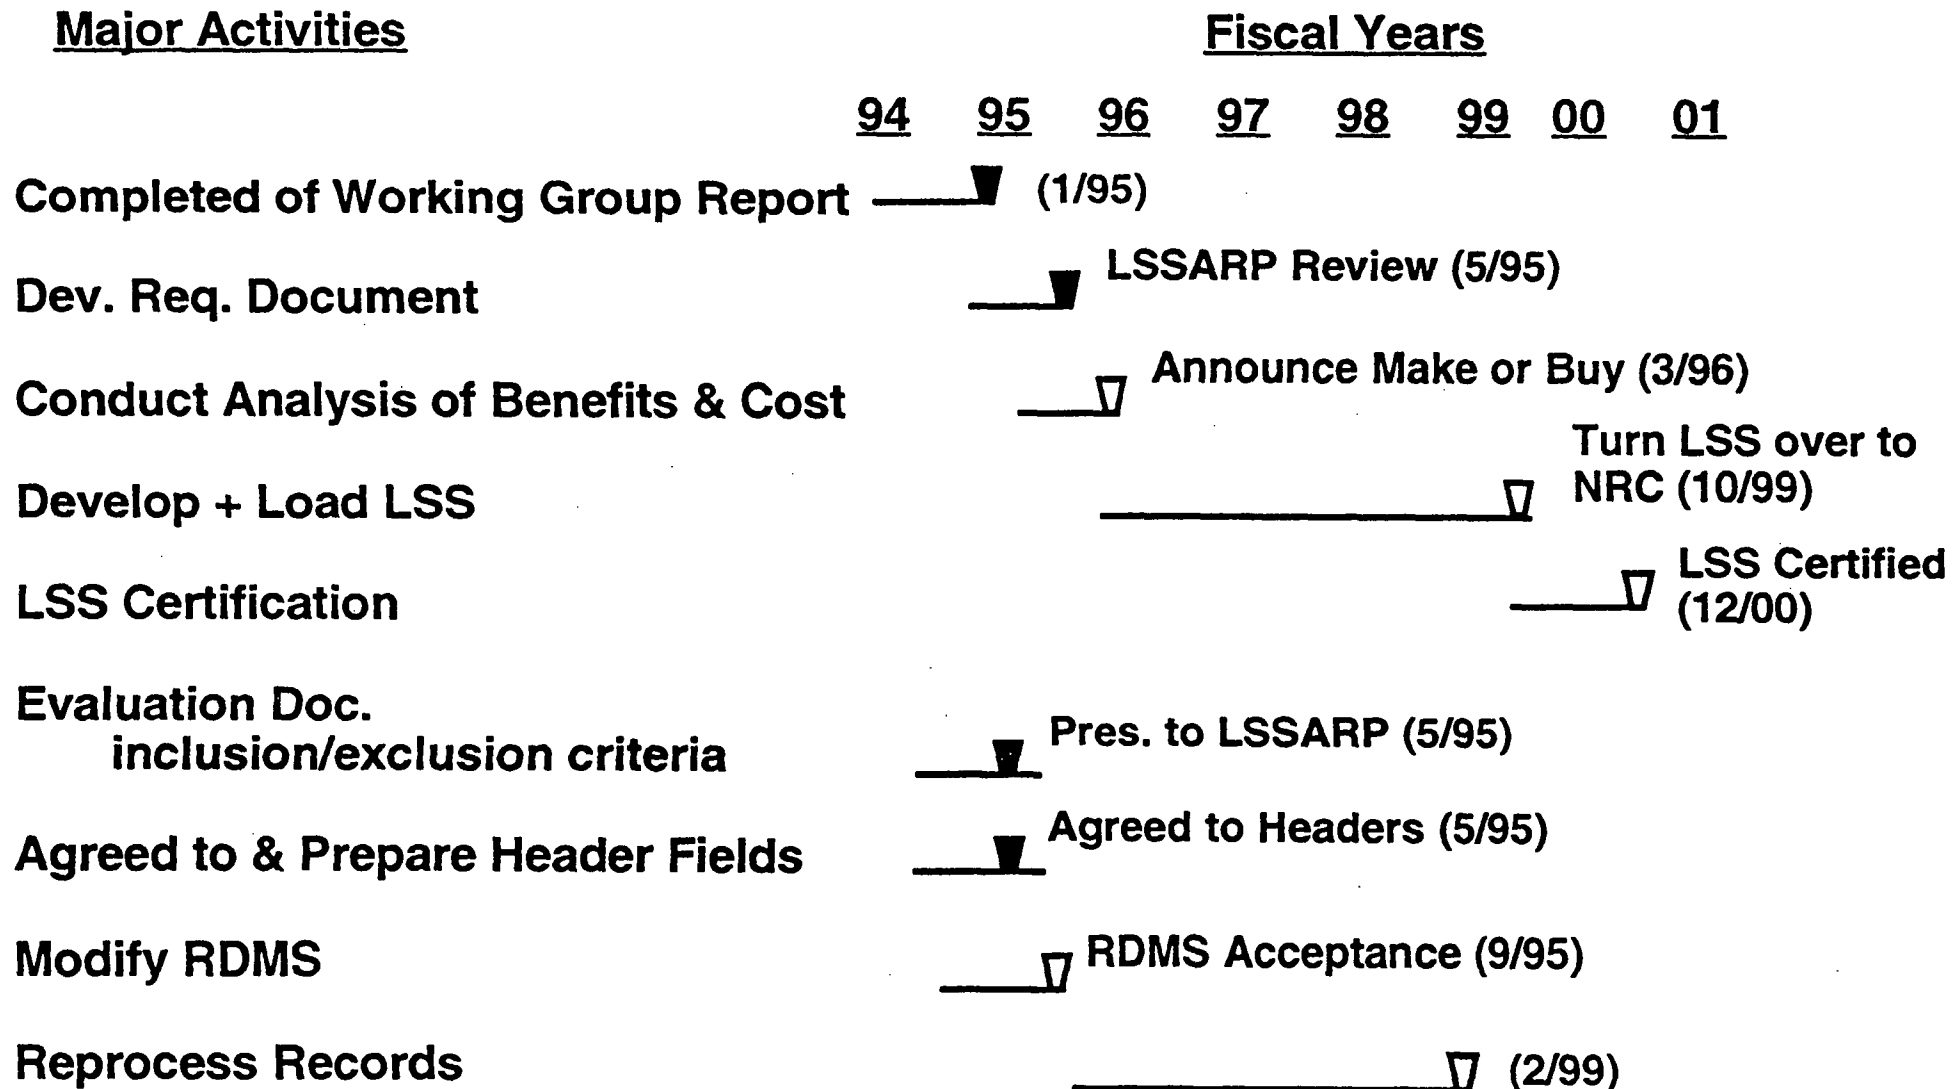 Major Activities
Fiscal Years
94 95 96 97 98 99 00 01
Completed of Working Group Report (1/95)
Dev. Req. Document
LSSARP Review (5/95)
Conduct Analysis of Benefits & Cost
Announce Make or Buy (3/96)
Develop + Load LSS
Turn LSS over to
NRC (10/99)
LSS Certification
LSS Certified
(12/00)
Evaluation Doc.
inclusion/exclusion criteria
Pres. to LSSARP (5/95)
Agreed to & Prepare Header Fields
Agreed to Headers (5/95)
Modify RDMS
RDMS Acceptance (9/95)
Reprocess Records
(2/99)